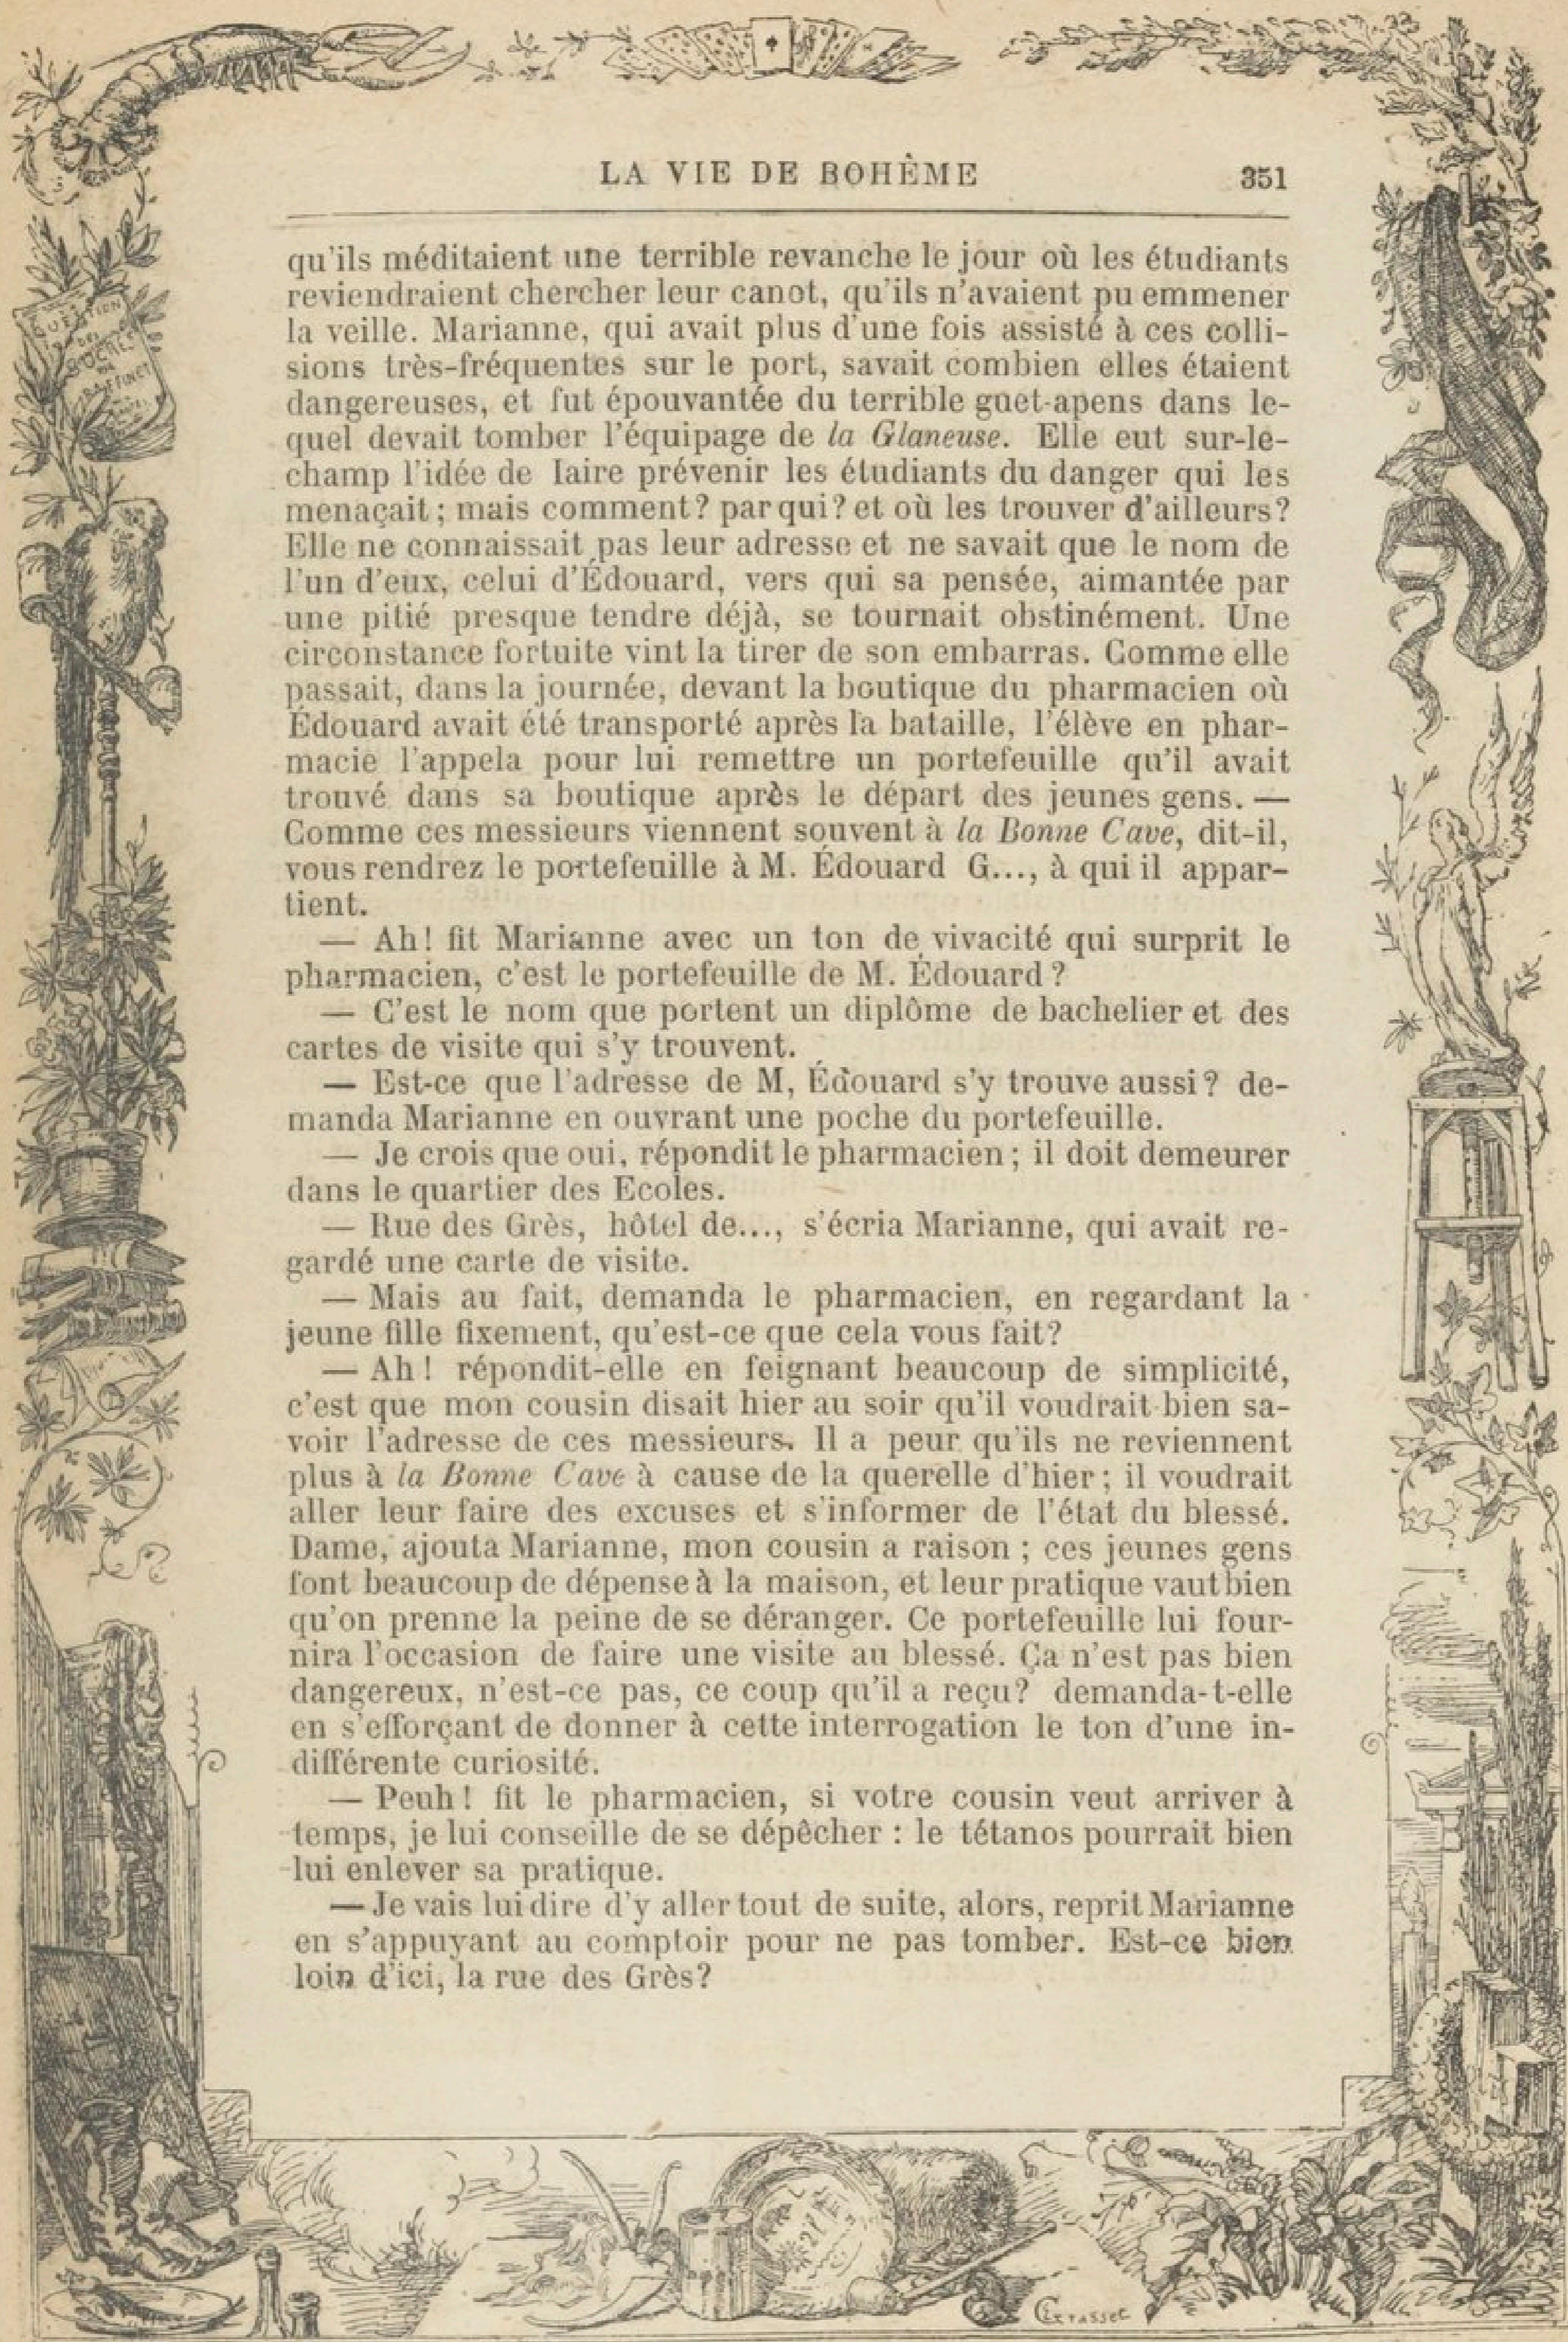 LA VIE DE BOHÊME 351
qu'ils méditaient une terrible revanche le jour où les étudiants
reviendraient chercher leur canot, qu'ils n'avaient pu emmener
la veille. Marianne, qui avait plus d'une fois assisté à ces colli-
sions très-fréquentes sur le port, savait combien elles étaient
dangereuses, et fut épouvantée du terrible guet-apens dans le-
quel devait tomber l'équipage de la Glaneuse. Elle eut sur-le-
champ l'idée de faire prévenir les étudiants du danger qui les
menaçait ; mais comment? par qui? et où les trouver d'ailleurs?
Elle ne connaissait pas leur adresse et ne savait que le nom de
l'un d'eux, celui d'Édouard, vers qui sa pensée, aimantée par
une pitié presque tendre déjà, se tournait obstinément. Une
circonstance fortuite vint la tirer de son embarras. Comme elle
passait, dans la journée, devant la boutique du pharmacien où
Édouard avait été transporté après la bataille, l'élève en phar-
macie l'appela pour lui remettre un portefeuille qu'il avait
trouvé dans sa boutique après le départ des jeunes gens. —
Comme ces messieurs viennent souvent à la Bonne Cave, dit-il,
vous rendrez le portefeuille à M. Édouard G..., à qui il appar-
tient.
— Ah! fit Marianne avec un ton de vivacité qui surprit le
pharmacien, c'est le portefeuille de M. Édouard ?
— C'est le nom que portent un diplôme de bachelier et des
cartes de visite qui s'y trouvent.
— Est-ce que l'adresse de M, Édouard s'y trouve aussi ? de-
manda Marianne en ouvrant une poche du portefeuille.
— Je crois que oui, répondit le pharmacien ; il doit demeurer
dans le quartier des Ecoles.
— Rue des Grès, hôtel de..., s'écria Marianne, qui avait re-
gardé une carte de visite.
— Mais au fait, demanda le pharmacien, en regardant la
jeune fille fixement, qu'est-ce que cela vous fait?
— Ah ! répondit-elle en feignant beaucoup de simplicité,
c'est que mon cousin disait hier au soir qu'il voudrait bien sa-
voir l'adresse de ces messieurs. Il a peur qu'ils ne reviennent
plus à la Bonne Cave à cause de la querelle d'hier ; il voudrait
aller leur faire des excuses et s'informer de l'état du blessé.
Dame, ajouta Marianne, mon cousin a raison ; ces jeunes gens
font beaucoup de dépense à la maison, et leur pratique vaut bien
qu'on prenne la peine de se déranger. Ce portefeuille lui four-
nira l'occasion de faire une visite au blessé. Ça n'est pas bien
dangereux, n'est-ce pas, ce coup qu'il a reçu? demanda-t-elle
en s'efforçant de donner à cette interrogation le ton d'une in-
différente curiosité.
— Peuh ! fit le pharmacien, si votre cousin veut arriver à
temps, je lui conseille de se dépêcher : le tétanos pourrait bien
lui enlever sa pratique.
— Je vais lui dire d'y aller tout de suite, alors, reprit Marianne
en s'appuyant au comptoir pour ne pas tomber. Est-ce bien
loin d'ici, la rue des Grès?